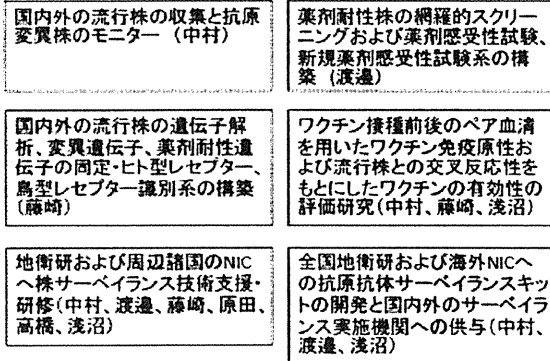 国内外の流行株の収集と抗原
変異株のモニター（中村）
薬剤耐性株の網羅的スクリー
ニングおよび薬剤感受性試験、
新規薬剤感受性試験系の構
築（渡邉）
国内外の流行株の遺伝子解
析、変異遺伝子、薬剤耐性遺
伝子の同定・ヒト型レセプター、
鳥型レセプター識別系の構築
（藤崎）
ワクチン接種前後のペア血清
を用いたワクチン免疫原性お
よび流行株との交叉反応性を
もとにしたワクチンの有効性の
評価研究（中村、藤崎、浅沼）
地衛研および周辺諸国のNIC
へ株サーベイランス技術支援・
研修（中村、渡邉、藤崎、原田、
高橋、浅沼）
全国地衛研および海外NICへ
の抗原抗体サーベイランスキッ
トの開発と国内外のサーベイラ
ンス実施機関への供与（中村、
渡邉、浅沼）